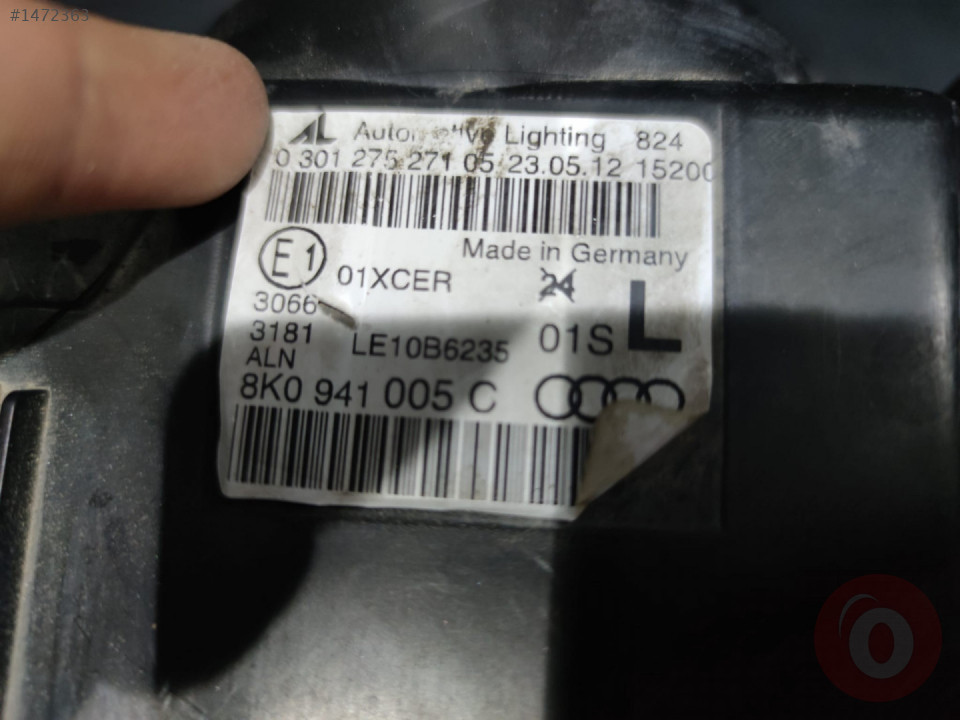 #1472363
AL Automotive Lighting 824
0 301 275 271 05 23.05.12 15200
E1
Made in Germany
01XCER
24
3066
3181
LE10B6235
01S
L
ALN
8K0 941 005 C
O